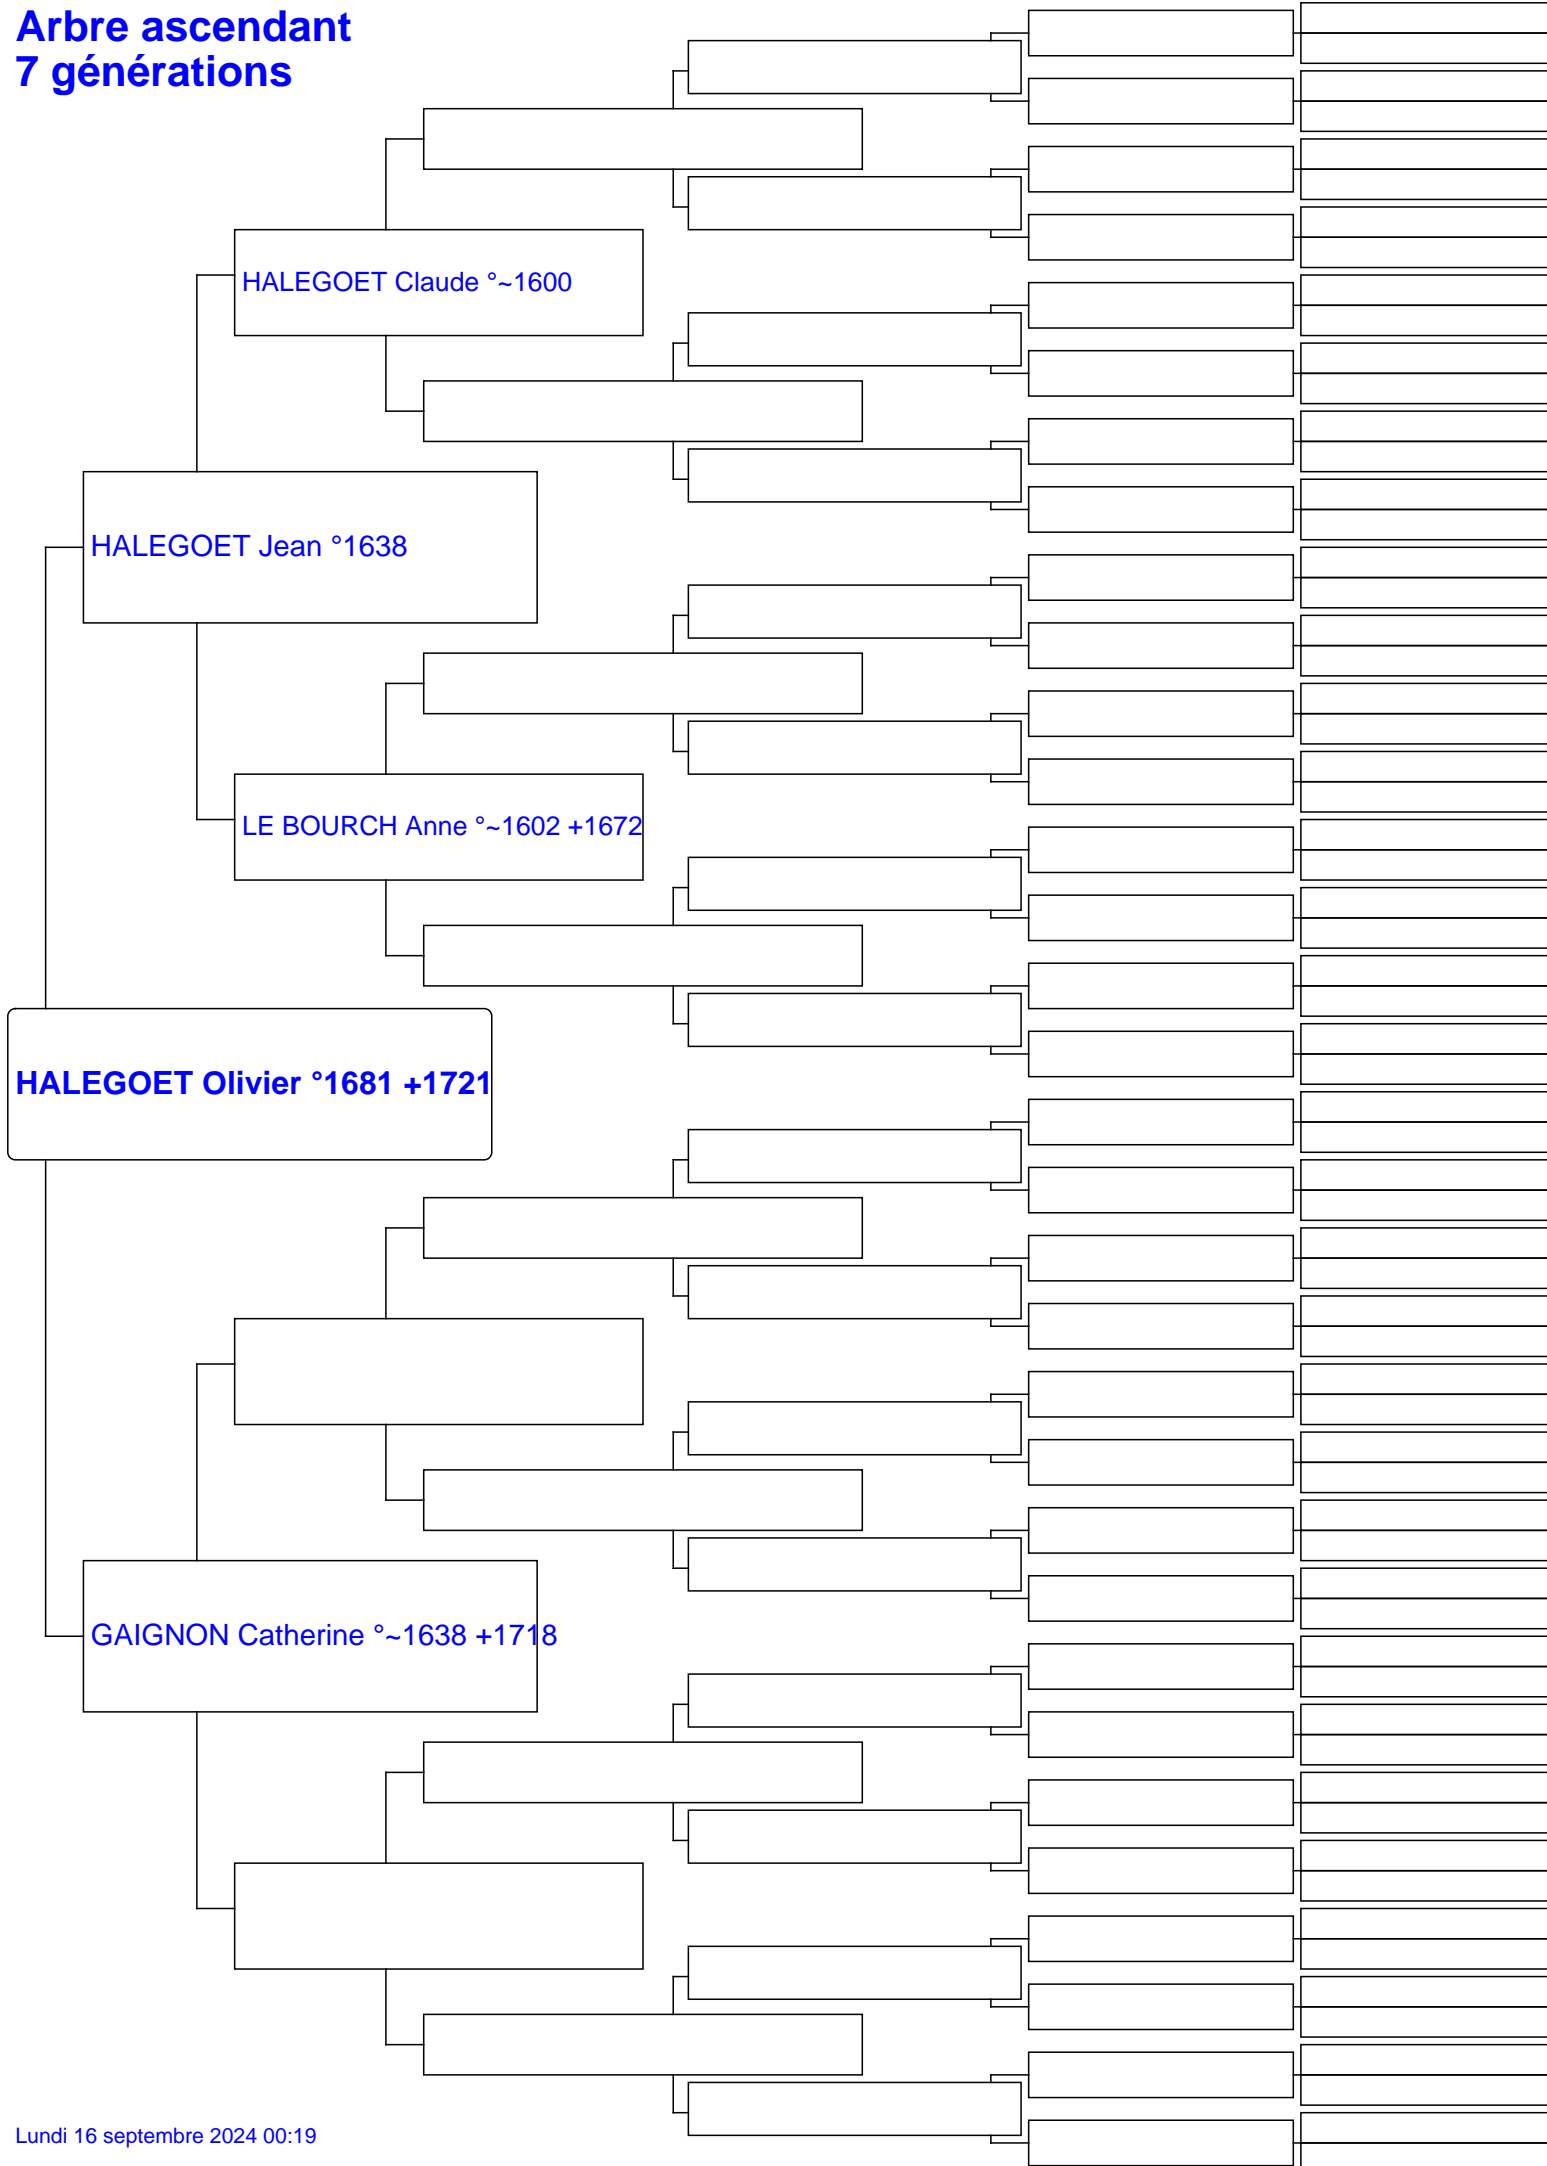 Arbre ascendant
7 générations
HALEGOET Claude °~1600
HALEGOET Jean °1638
LE BOURCH Anne °~1602 +1672
HALEGOET Olivier °1681 +1721
GAIGNON Catherine °~1638 +1718
Lundi 16 septembre 2024 00:19